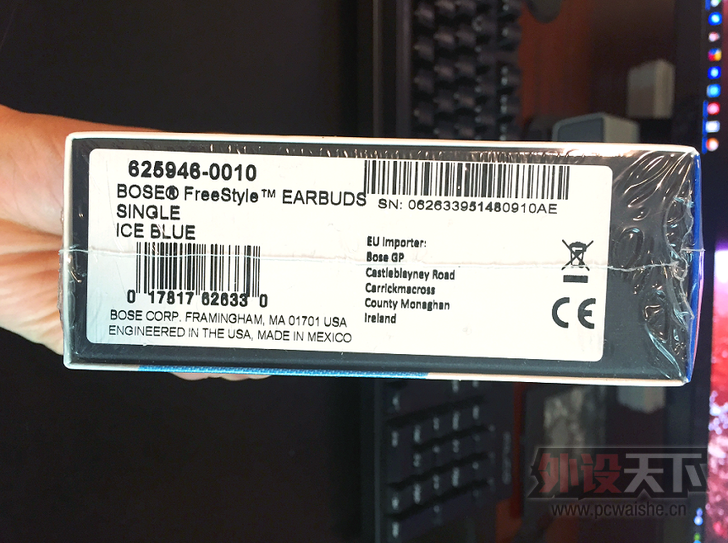 625946-0010
BOSE® FreeStyle™ EARBUDS
SINGLE
ICE BLUE
0 17817 62633 0
BOSE CORP. FRAMINGHAM, MA 01701 USA
ENGINEERED IN THE USA, MADE IN MEXICO
SN: 062633951480910AE
EU Importer:
Bose GP
Castleblayney Road
Carrickmacross
County Monaghan
Ireland
CE
外设天下
www.pcwaishe.cn